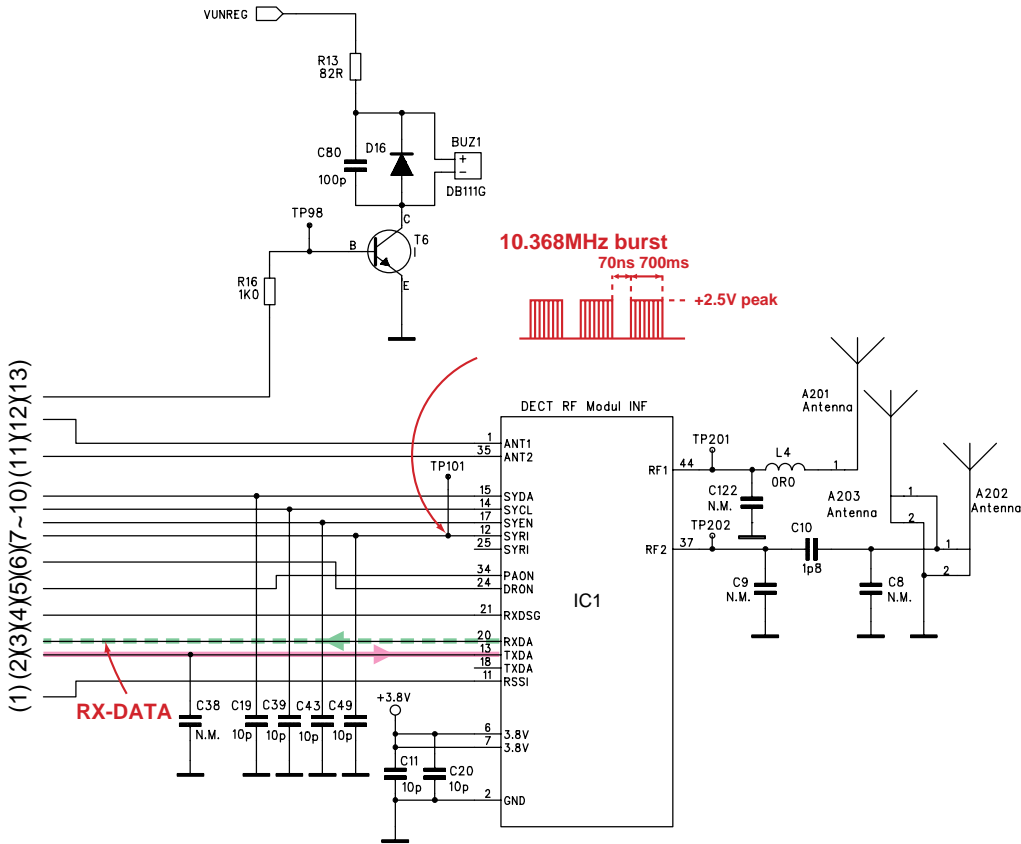 VUNREG
R13
82R
C80
100p
D16
BUZ1
+
-
DB111G
TP98
C
B
T6
I
E
R16
1K0
10.368MHz burst
70ns 700ms
+2.5V peak
(1) (2)(3)(4)(5)(6)(7~10) (11)(12)(13)
DECT RF Modul INF
1 ANT1
35 ANT2
TP101
15 SYDA
14 SYCL
17 SYEN
12 SYRI
25 SYRI
34 PAON
24 DRON
21 RXDSG
20 RXDA
13 TXDA
18 TXDA
11 RSSI
6 3.8V
7 3.8V
2 GND
IC1
RF1 44
RF2 37
TP201
L4
0R0
1
A201
Antenna
C122
N.M.
A203
Antenna
1
2
A202
Antenna
1
2
TP202
C10
1p8
C9
N.M.
C8
N.M.
RX-DATA
C38
N.M.
C19
10p
C39
10p
C43
10p
C49
10p
+3.8V
C11
10p
C20
10p